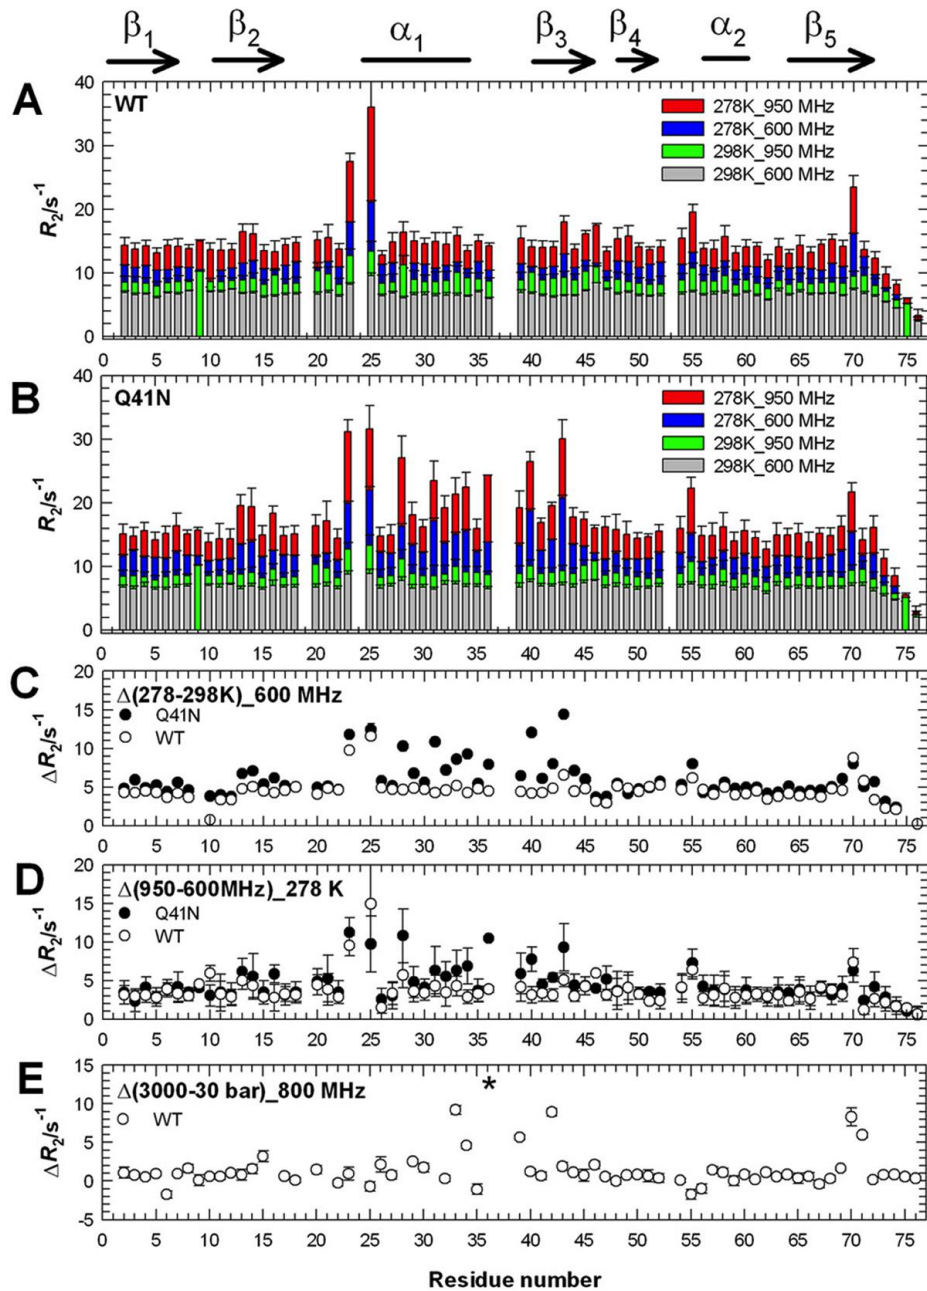 β1 β2 α1 β3 β4 α2 β5
A
WT
278K_950 MHz
278K_600 MHz
298K_950 MHz
298K_600 MHz
R2/s-1
40
30
20
10
0
0 5 10 15 20 25 30 35 40 45 50 55 60 65 70 75
B
Q41N
278K_950 MHz
278K_600 MHz
298K_950 MHz
298K_600 MHz
R2/s-1
40
30
20
10
0
0 5 10 15 20 25 30 35 40 45 50 55 60 65 70 75
C
Δ(278-298K)_600 MHz
Q41N
WT
ΔR2/s-1
20
15
10
5
0
0 5 10 15 20 25 30 35 40 45 50 55 60 65 70 75
D
Δ(950-600MHz)_278 K
Q41N
WT
ΔR2/s-1
20
15
10
5
0
0 5 10 15 20 25 30 35 40 45 50 55 60 65 70 75
E
Δ(3000-30 bar)_800 MHz
WT
*
ΔR2/s-1
15
10
5
0
-5
0 5 10 15 20 25 30 35 40 45 50 55 60 65 70 75
Residue number